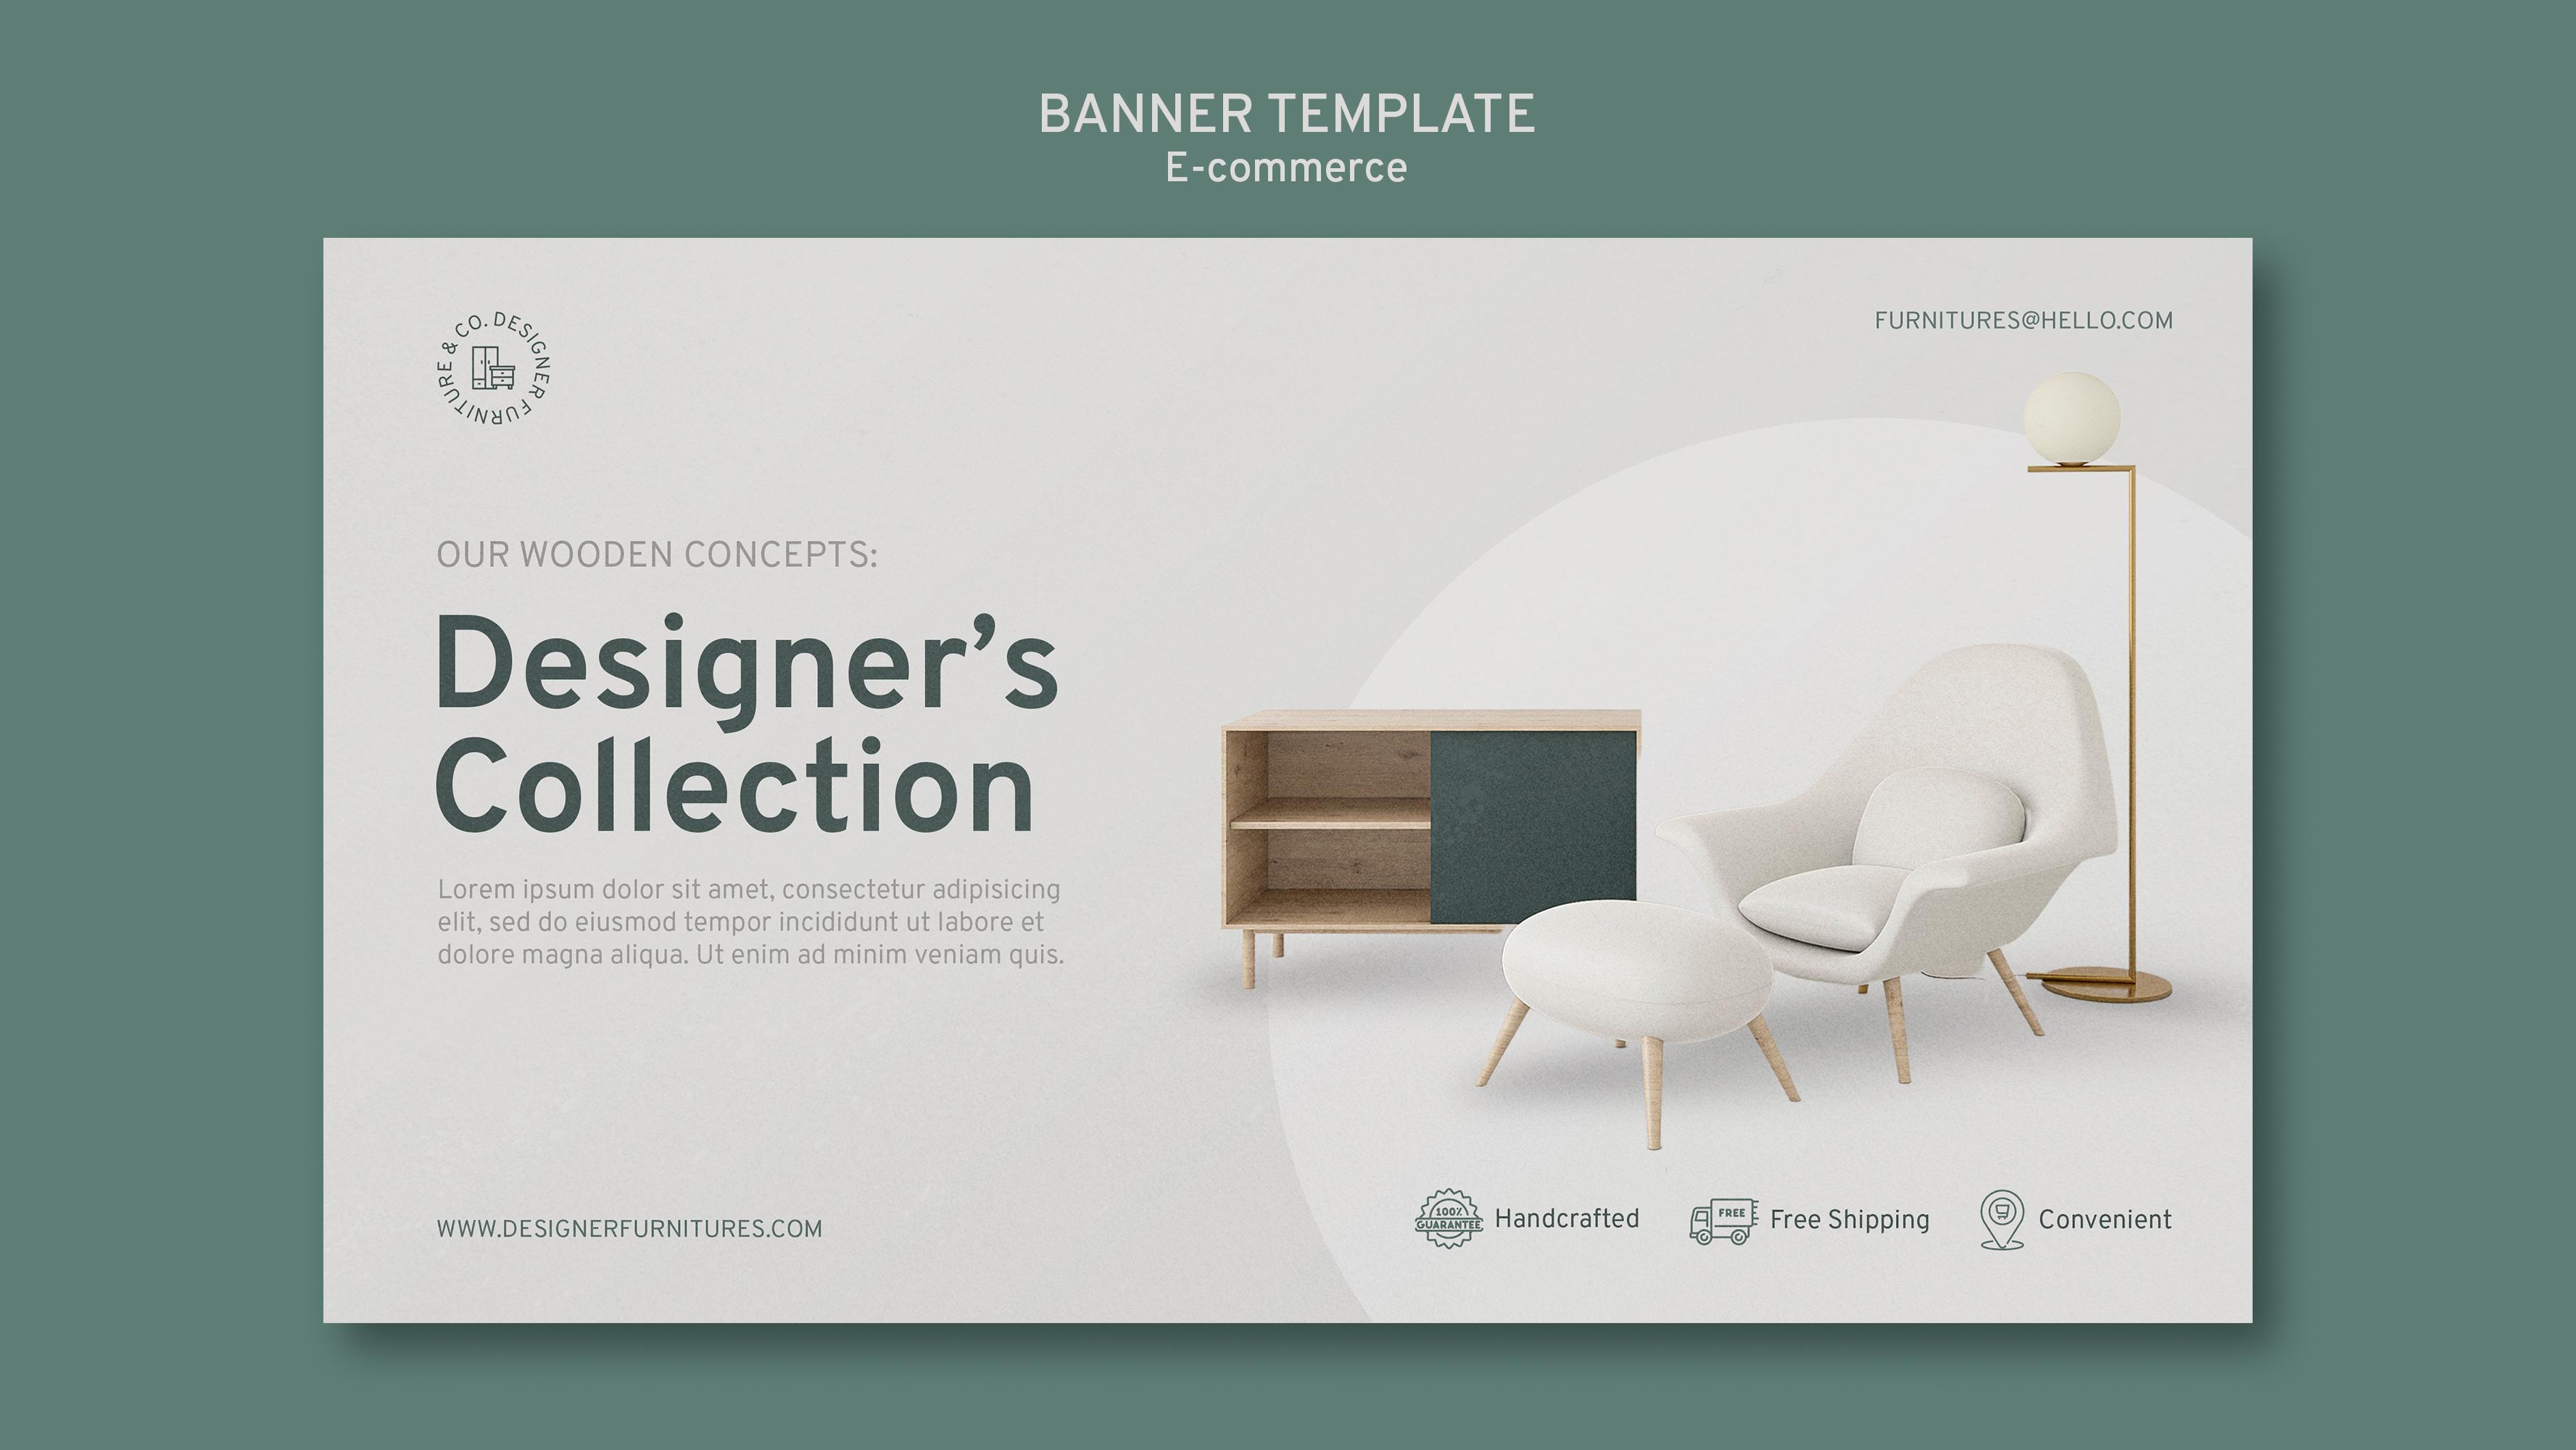 BANNER TEMPLATE
E-commerce
DESIGNER FURNITURE & CO.
FURNITURES@HELLO.COM
OUR WOODEN CONCEPTS:
Designer’s
Collection
Lorem ipsum dolor sit amet, consectetur adipisicing
elit, sed do eiusmod tempor incididunt ut labore et
dolore magna aliqua. Ut enim ad minim veniam quis.
WWW.DESIGNERFURNITURES.COM
100%
GUARANTEE
Handcrafted
FREE
Free Shipping
Convenient